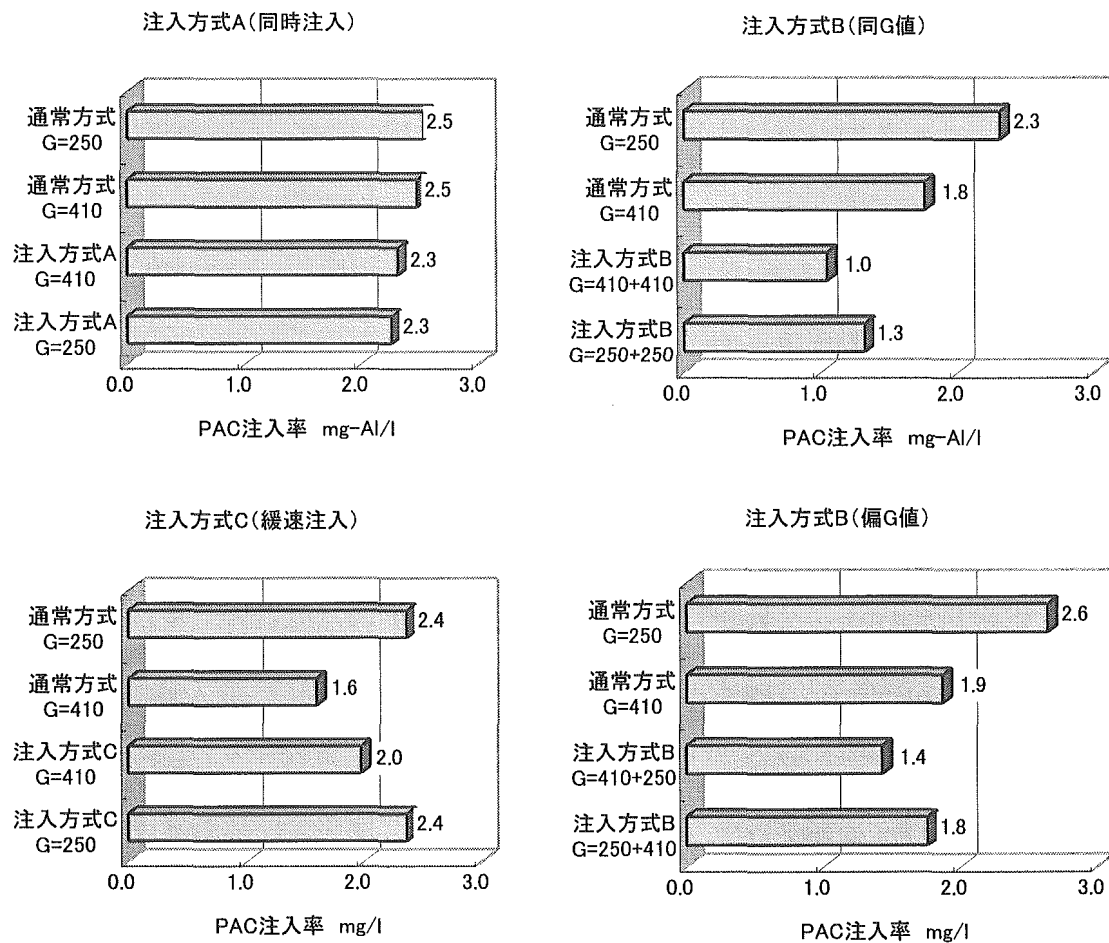 注入方式A(同時注入)
通常方式
G=250
2.5
通常方式
G=410
2.5
注入方式A
G=410
2.3
注入方式A
G=250
2.3
0.0 1.0 2.0 3.0
PAC注入率 mg-Al/l
注入方式B(同G値)
通常方式
G=250
2.3
通常方式
G=410
1.8
注入方式B
G=410+410
1.0
注入方式B
G=250+250
1.3
0.0 1.0 2.0 3.0
PAC注入率 mg-Al/l
注入方式C(緩速注入)
通常方式
G=250
2.4
通常方式
G=410
1.6
注入方式C
G=410
2.0
注入方式C
G=250
2.4
0.0 1.0 2.0 3.0
PAC注入率 mg/l
注入方式B(偏G値)
通常方式
G=250
2.6
通常方式
G=410
1.9
注入方式B
G=410+250
1.4
注入方式B
G=250+410
1.8
0.0 1.0 2.0 3.0
PAC注入率 mg/l